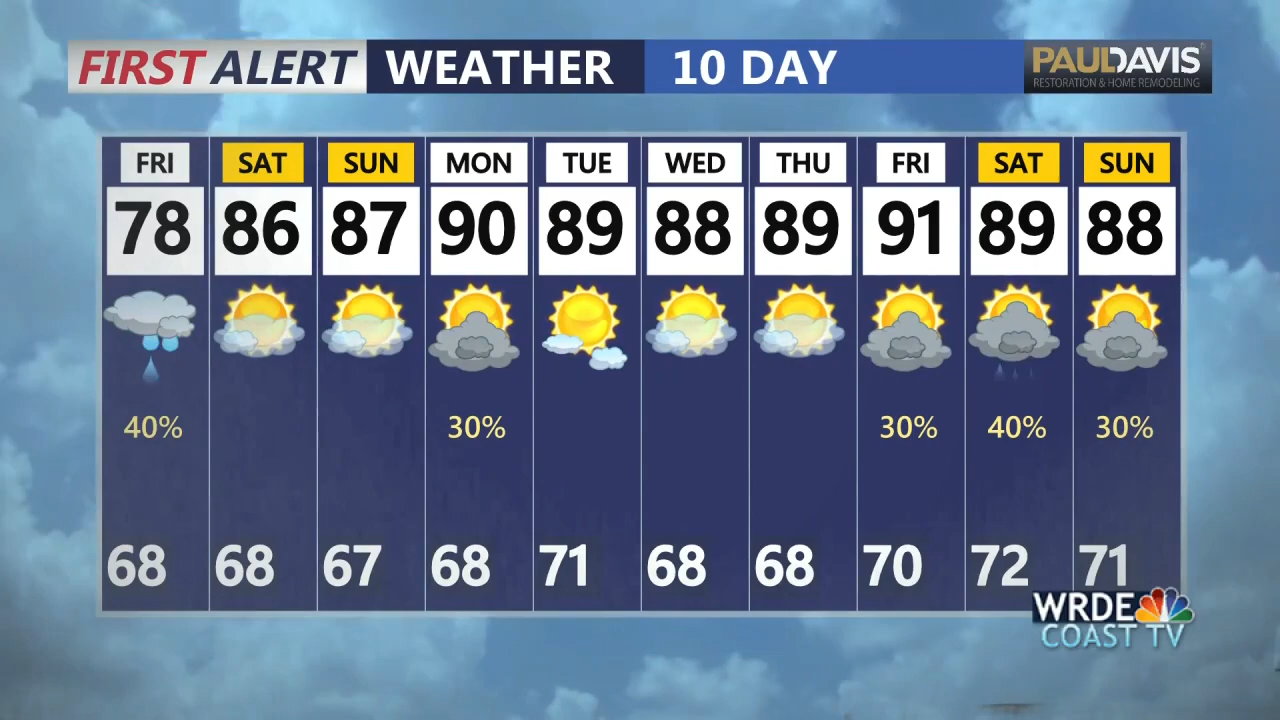 FIRST ALERT WEATHER 10 DAY PAUL DAVIS®
RESTORATION & HOME REMODELING
FRI SAT SUN MON TUE WED THU FRI SAT SUN
78 86 87 90 89 88 89 91 89 88
40% 30% 30% 40% 30%
68 68 67 68 71 68 68 70 72 71
WRDE
COAST TV